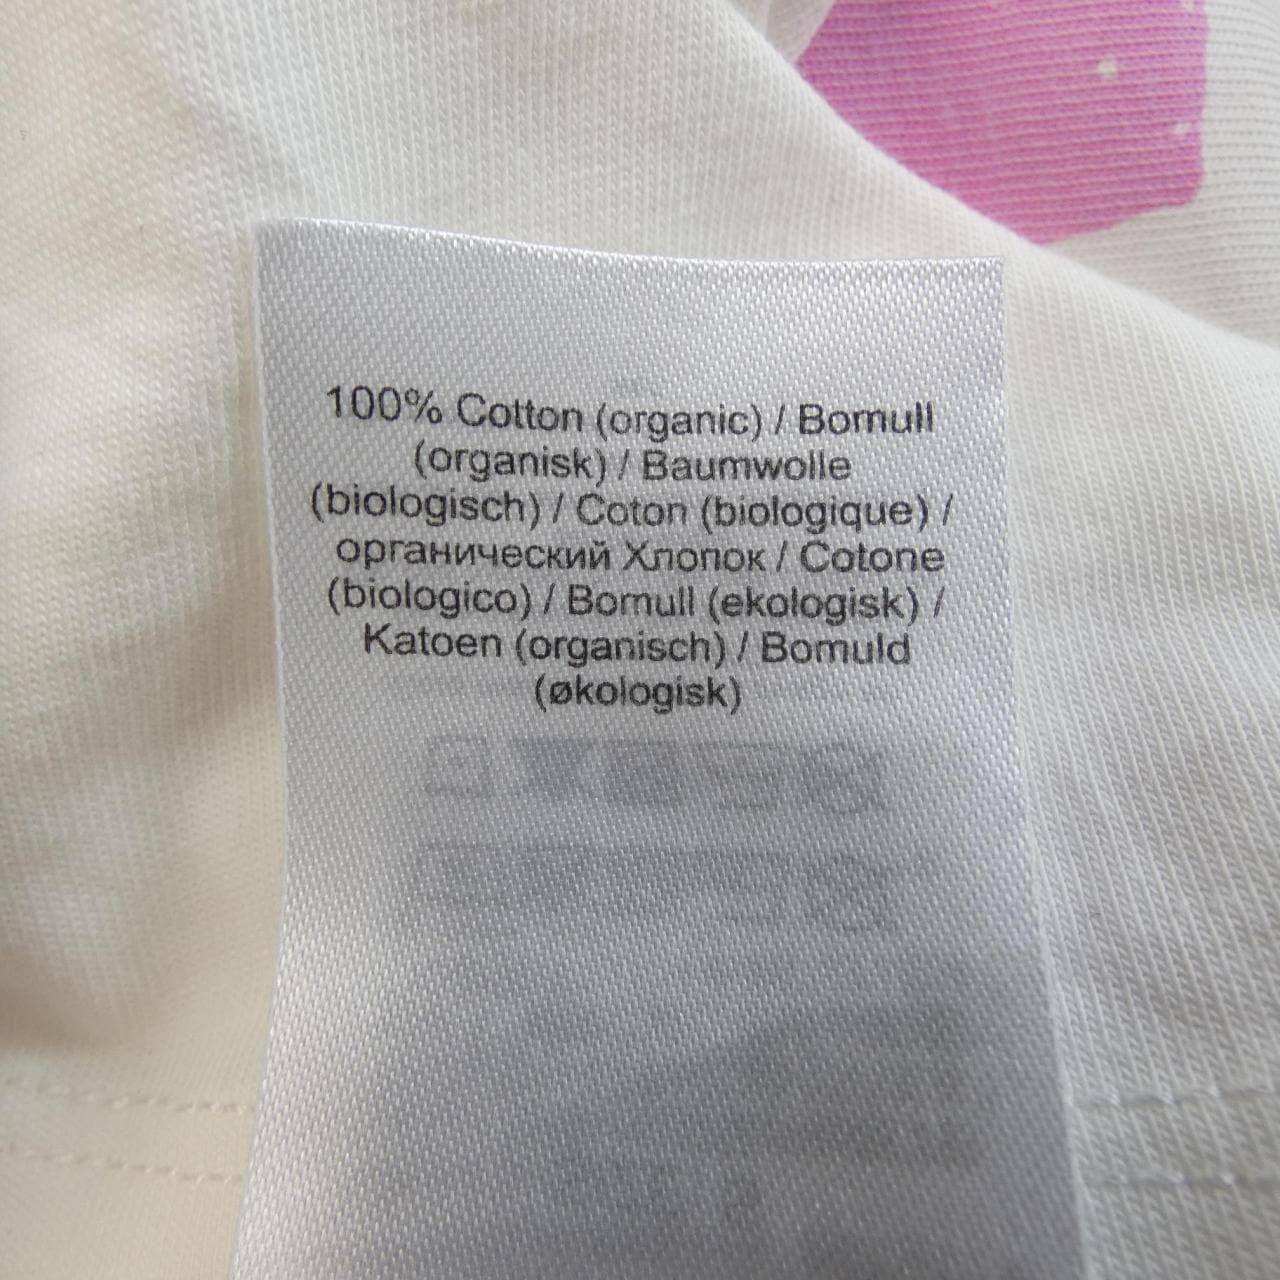 100% Cotton (organic) / Bomull
(organisk) / Baumwolle
(biologisch) / Coton (biologique) /
органический Хлопок / Cotone
(biologico) / Bomull (ekologisk) /
Katoen (organisch) / Bomuld
(økologisk)